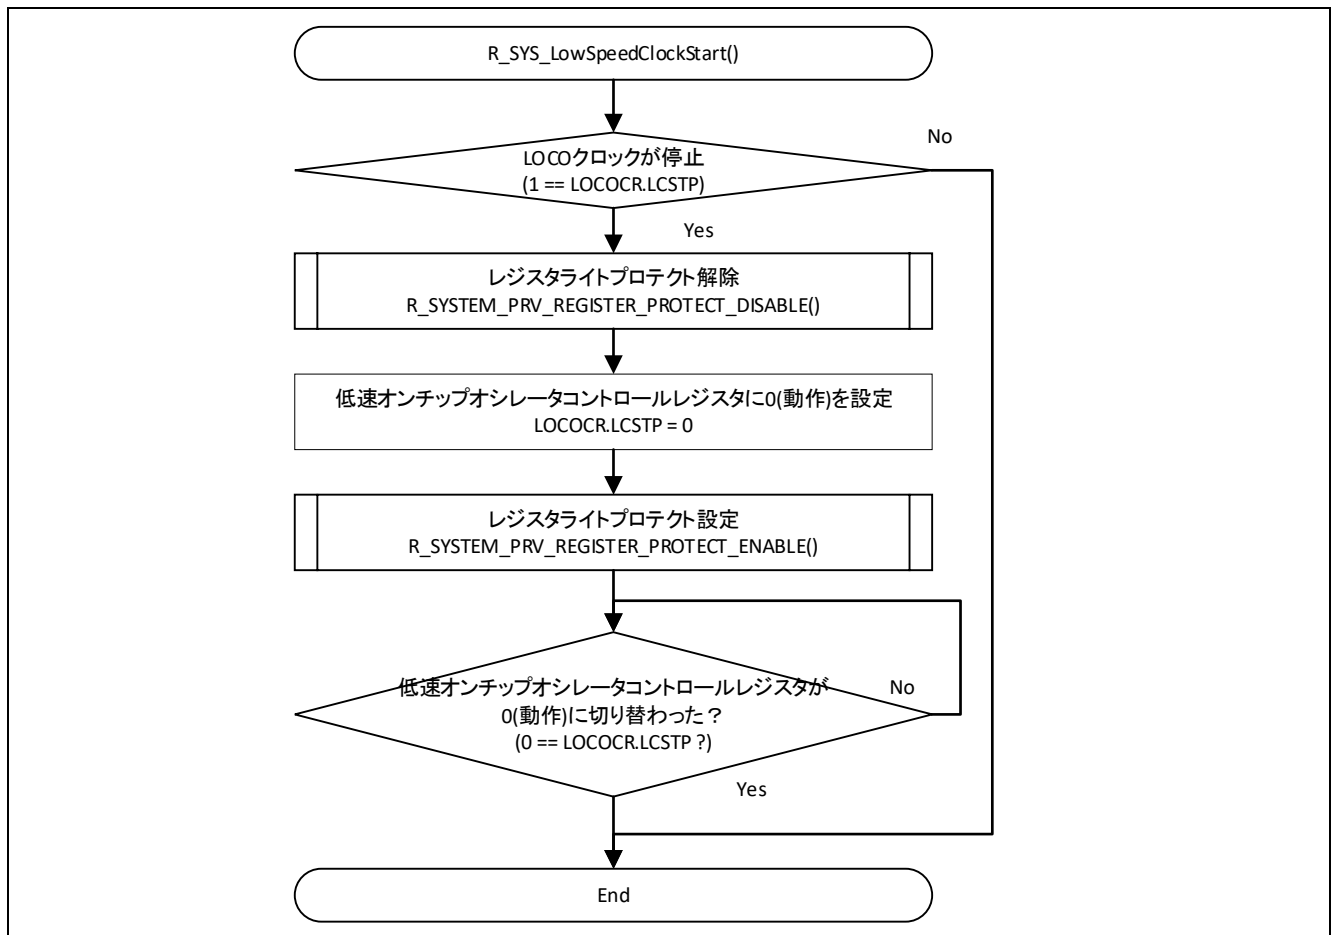 R_SYS_LowSpeedClockStart()
No
LOCOクロックが停止
(1 == LOCOCR.LCSTP)
Yes
レジスタライトプロテクト解除
R_SYSTEM_PRV_REGISTER_PROTECT_DISABLE()
低速オンチップオシレータコントロールレジスタに0(動作)を設定
LOCOCR.LCSTP = 0
レジスタライトプロテクト設定
R_SYSTEM_PRV_REGISTER_PROTECT_ENABLE()
低速オンチップオシレータコントロールレジスタが
No
0(動作)に切り替わった？
(0 == LOCOCR.LCSTP ?)
Yes
End